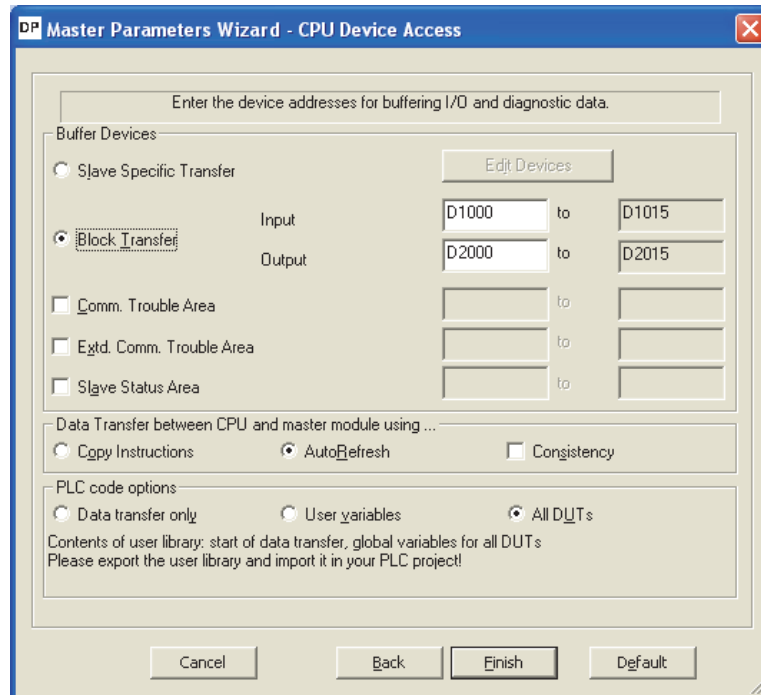 DP Master Parameters Wizard - CPU Device Access
Enter the device addresses for buffering I/O and diagnostic data.
Buffer Devices
Slave Specific Transfer Edit Devices
Input D1000 to D1015
Block Transfer
Output D2000 to D2015
Comm. Trouble Area to
Extd. Comm. Trouble Area to
Slave Status Area to
Data Transfer between CPU and master module using ...
Copy Instructions AutoRefresh Consistency
PLC code options
Data transfer only User variables All DUTs
Contents of user library: start of data transfer, global variables for all DUTs
Please export the user library and import it in your PLC project!
Cancel Back Finish Default